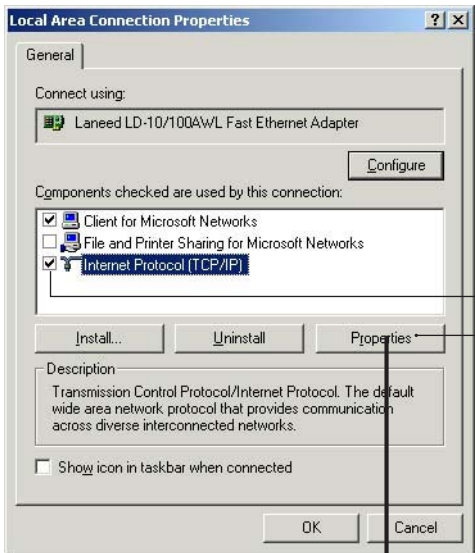 Local Area Connection Properties
General
Connect using:
Laneed LD-10/100AWL Fast Ethernet Adapter
Configure
Components checked are used by this connection:
Client for Microsoft Networks
File and Printer Sharing for Microsoft Networks
Internet Protocol (TCP/IP)
Install... Uninstall Properties
Description
Transmission Control Protocol/Internet Protocol. The default
wide area network protocol that provides communication
across diverse interconnected networks.
Show icon in taskbar when connected
OK Cancel